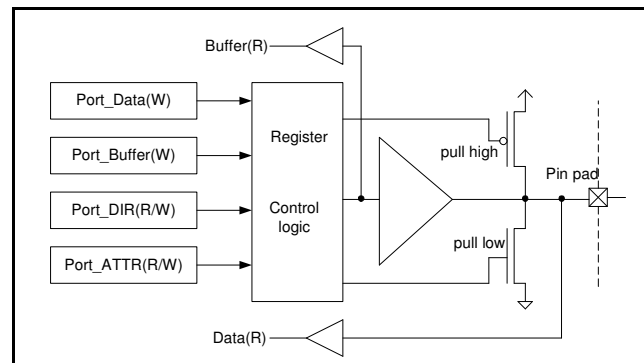 Buffer(R)
Port_Data(W)
Port_Buffer(W)
Port_DIR(R/W)
Port_ATTR(R/W)
Register
Control
logic
pull high
Pin pad
pull low
Data(R)